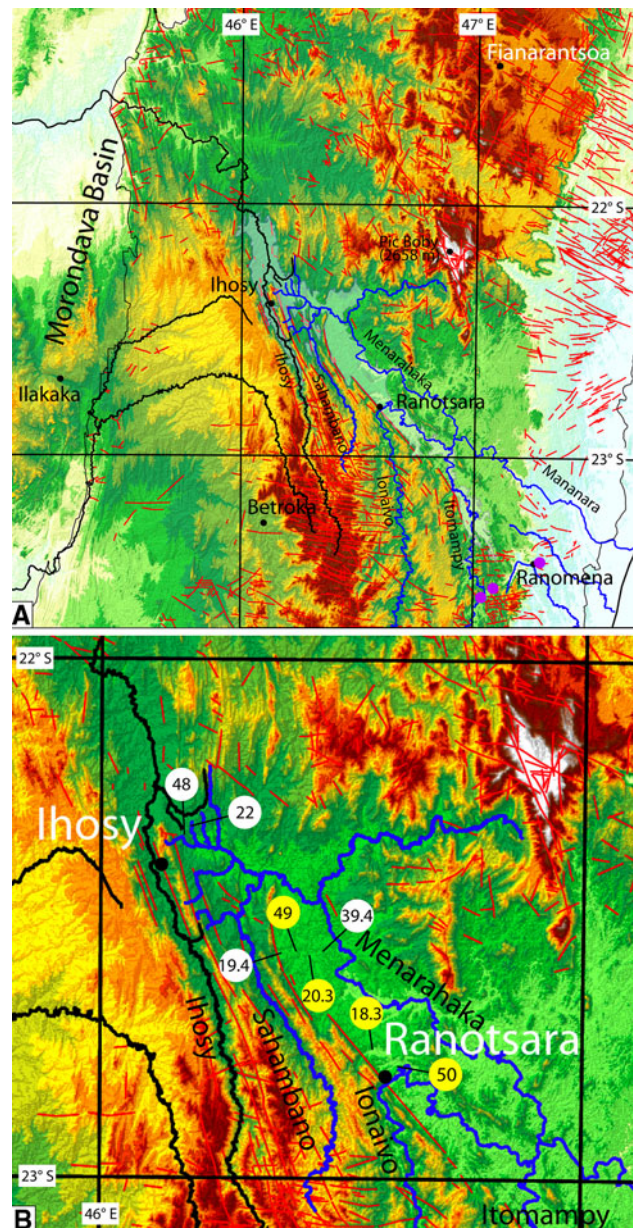 46° E
47° E
Fianarantsoa
Morondava Basin
22° S
Pic Boby
(2658 m)
Ihosy
Menarahaka
Ihosy
Sahambano
Ilakaka
Ranotsara
23° S
Mananara
Ionaivo
Itomampy
Betroka
Ranomena
A
22° S
48
22
Ihosy
49
39.4
Menarahaka
19.4
20.3
18.3
Ranotsara
50
Ihosy
Sahambano
Ionaivo
23° S
46° E
Itomampy
B